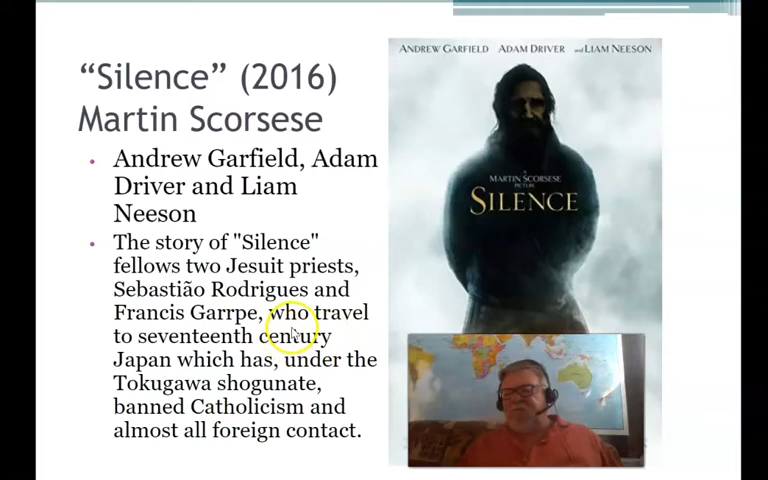 “Silence” (2016)
Martin Scorsese
• Andrew Garfield, Adam
Driver and Liam
Neeson
• The story of "Silence"
fellows two Jesuit priests,
Sebastião Rodrigues and
Francis Garrpe, who travel
to seventeenth century
Japan which has, under the
Tokugawa shogunate,
banned Catholicism and
almost all foreign contact.
ANDREW GARFIELD ADAM DRIVER and LIAM NEESON
A
MARTIN SCORSESE
PICTURE
SILENCE